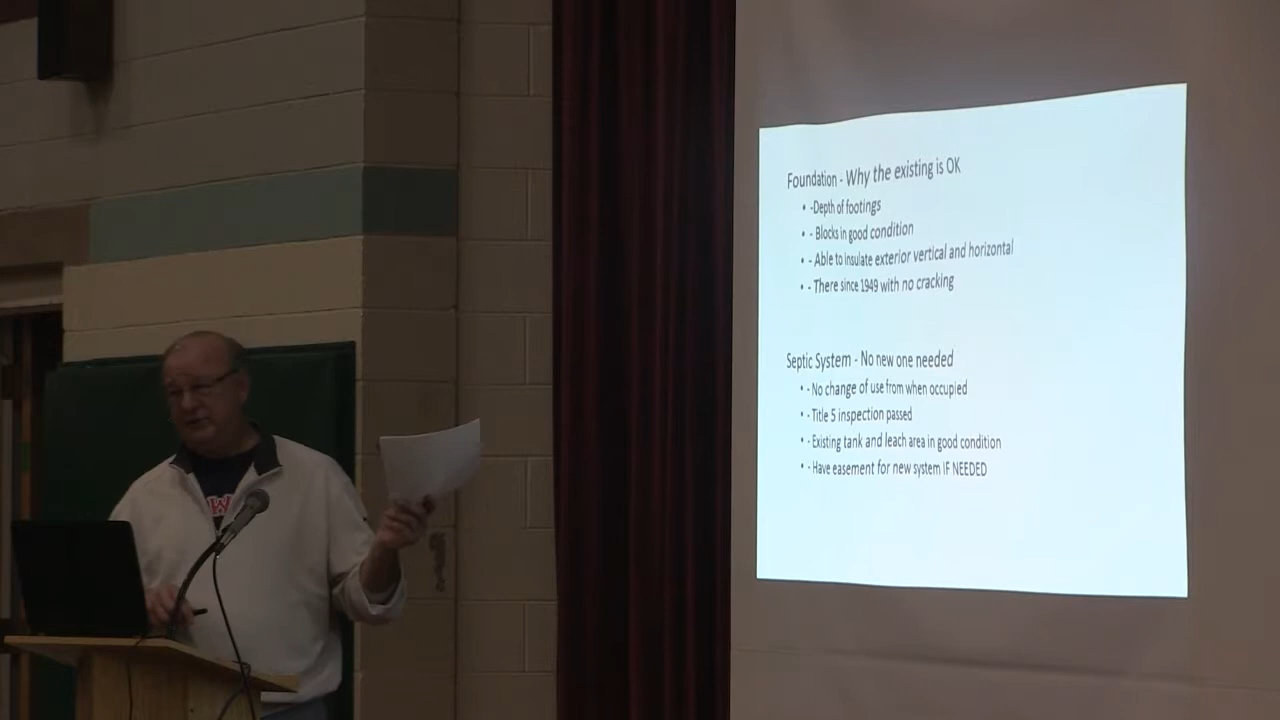 Foundation - Why the existing is OK
• -Depth of footings
• - Blocks in good condition
• - Able to insulate exterior vertical and horizontal
• - There since 1949 with no cracking
Septic System - No new one needed
• - No change of use from when occupied
• - Title 5 inspection passed
• - Existing tank and leach area in good condition
• - Have easement for new system IF NEEDED